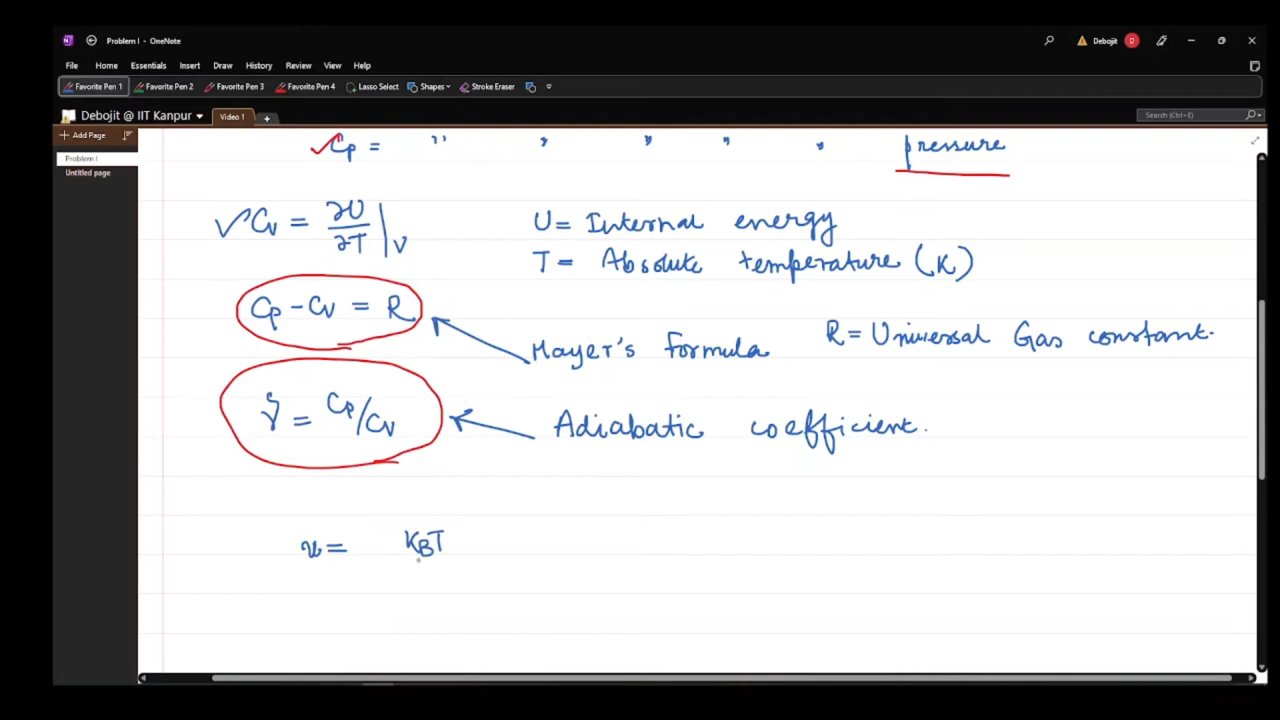 Problem I - OneNote
Debojit D
File Home Essentials Insert Draw History Review View Help
Favorite Pen 1 Favorite Pen 2 Favorite Pen 3 Favorite Pen 4 Lasso Select Shapes Stroke Eraser
Debojit @ IIT Kanpur Video 1 + Search (Ctrl+E)
+ Add Page
Problem I
Untitled page
Cp = " " " " " pressure
Cv = ∂U/∂T |v U = Internal energy
T = Absolute temperature (K)
Cp - Cv = R
R = Universal Gas constant.
Mayer's Formula
γ = Cp/Cv Adiabatic coefficient.
u = KBT